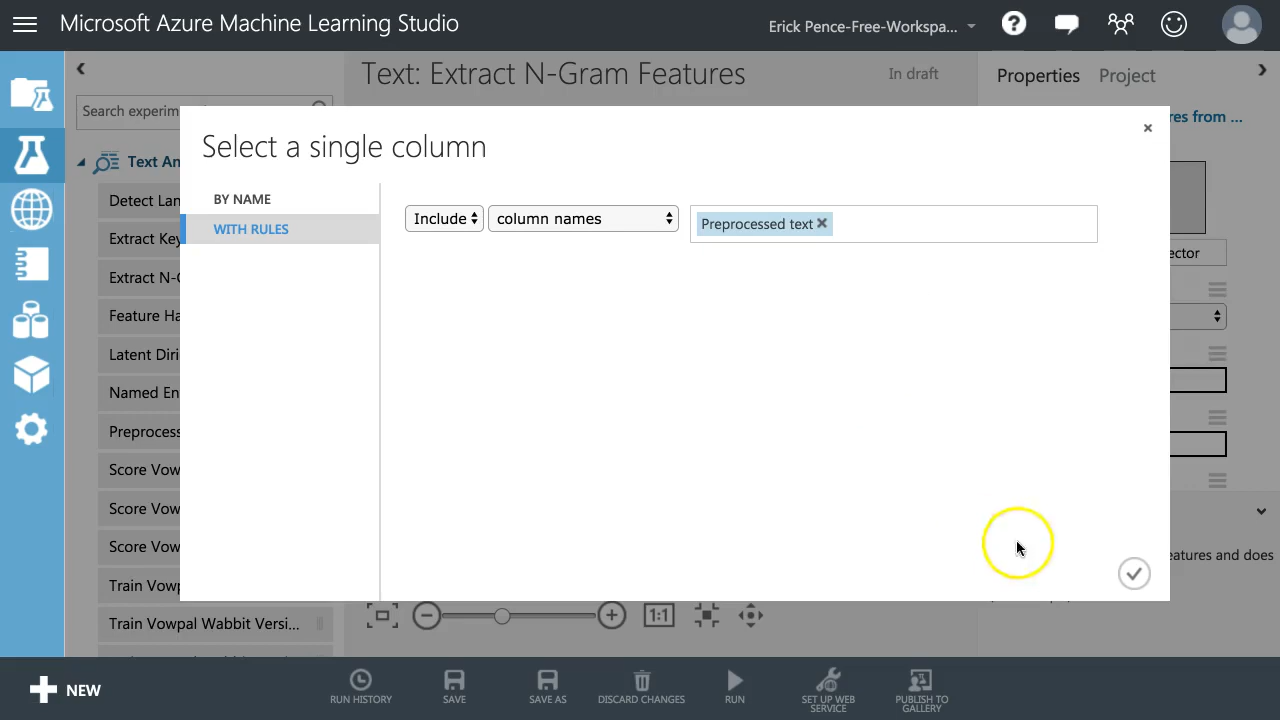 Microsoft Azure Machine Learning Studio
Erick Pence-Free-Workspa...
Search experim
Text: Extract N-Gram Features
In draft
Properties
Project
res from ...
Select a single column
BY NAME
WITH RULES
Include
column names
Preprocessed text
Text An
Detect Lan
Extract Key
Extract N-G
Feature Ha
Latent Diri
Named En
Preprocess
Score Vow
Score Vow
Score Vow
Train Vowp
Train Vowpal Wabbit Versi...
ector
eatures and does
1:1
NEW
RUN HISTORY
SAVE
SAVE AS
DISCARD CHANGES
RUN
SET UP WEB
SERVICE
PUBLISH TO
GALLERY